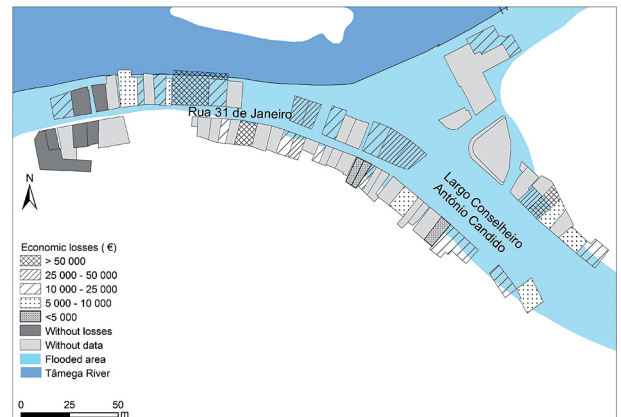 Rua 31 de Janeiro
Largo Conselheiro
António Candido
N
Economic losses (€)
> 50 000
25 000 - 50 000
10 000 - 25 000
5 000 - 10 000
<5 000
Without losses
Without data
Flooded area
Tâmega River
0 25 50
m